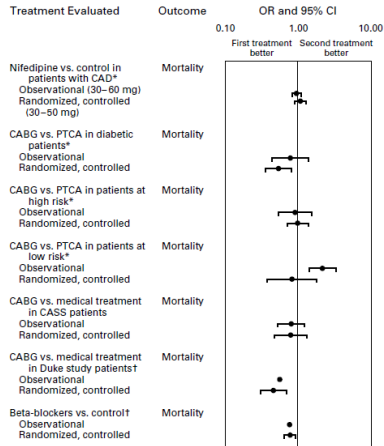 Treatment Evaluated Outcome OR and 95% CI
0.10 1.00 10.00
First treatment Second treatment
better better
Nifedipine vs. control in Mortality
patients with CAD*
Observational (30–60 mg)
Randomized, controlled
(30–50 mg)
CABG vs. PTCA in diabetic Mortality
patients*
Observational
Randomized, controlled
CABG vs. PTCA in patients at Mortality
high risk*
Observational
Randomized, controlled
CABG vs. PTCA in patients at Mortality
low risk*
Observational
Randomized, controlled
CABG vs. medical treatment Mortality
in CASS patients
Observational
Randomized, controlled
CABG vs. medical treatment Mortality
in Duke study patients†
Observational
Randomized, controlled
Beta-blockers vs. control† Mortality
Observational
Randomized, controlled